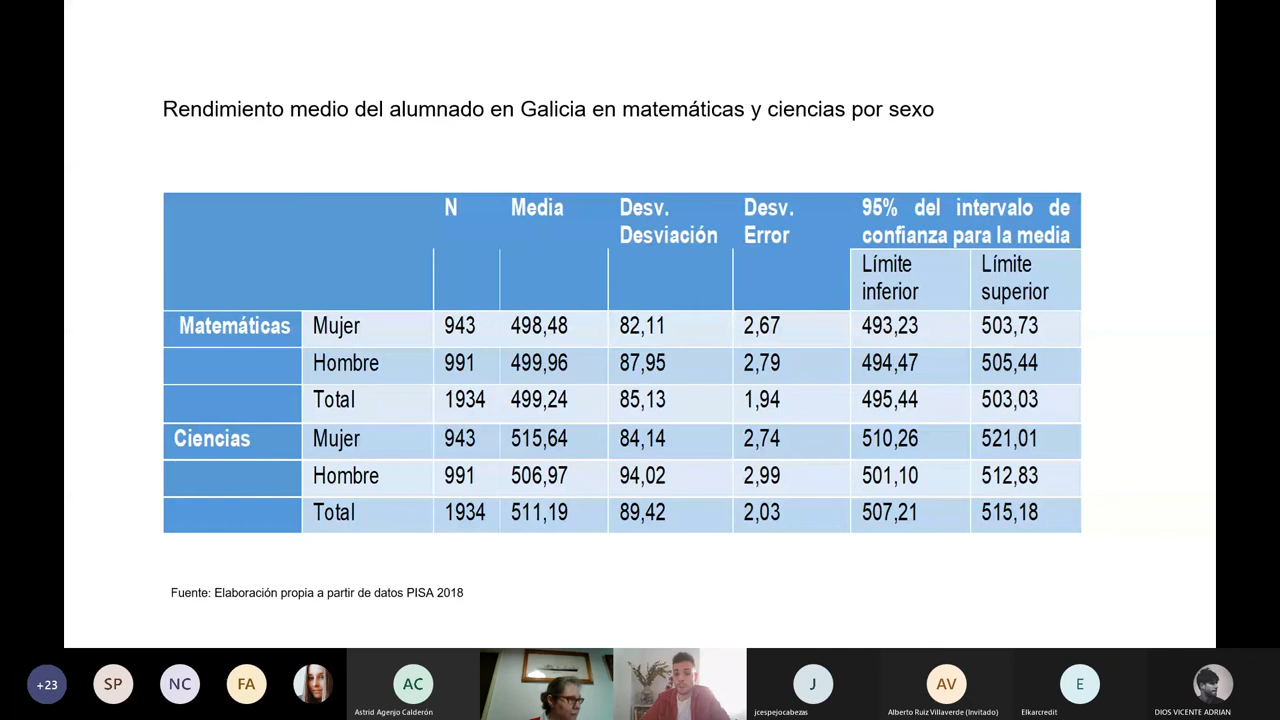 Rendimiento medio del alumnado en Galicia en matemáticas y ciencias por sexo
N Media Desv. Desviación Desv. Error 95% del intervalo de confianza para la media
Límite inferior Límite superior
Matemáticas Mujer 943 498,48 82,11 2,67 493,23 503,73
Hombre 991 499,96 87,95 2,79 494,47 505,44
Total 1934 499,24 85,13 1,94 495,44 503,03
Ciencias Mujer 943 515,64 84,14 2,74 510,26 521,01
Hombre 991 506,97 94,02 2,99 501,10 512,83
Total 1934 511,19 89,42 2,03 507,21 515,18
Fuente: Elaboración propia a partir de datos PISA 2018
+23 SP NC FA AC J AV E
Astrid Agenjo Calderón jcespejocabezas Alberto Ruiz Villaverde (Invitado) Elkarcredit DIOS VICENTE ADRIAN